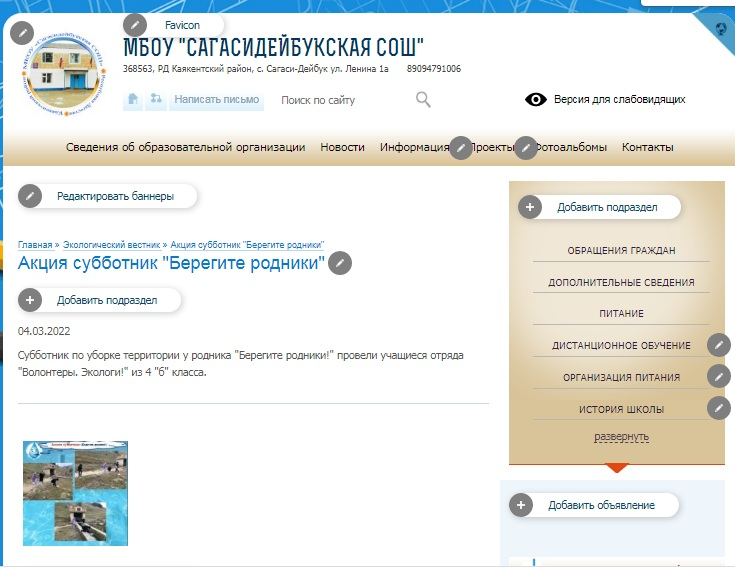 Favicon
МБОУ "САГАСИДЕЙБУКСКАЯ СОШ"
368563, РД Каякентский район, с. Сагаси-Дейбук ул. Ленина 1а 89094791006
Написать письмо Поиск по сайту
Версия для слабовидящих
Сведения об образовательной организации Новости Информация Проекты Фотоальбомы Контакты
Редактировать баннеры
Главная » Экологический вестник » Акция субботник "Берегите родники"
Акция субботник "Берегите родники"
Добавить подраздел
04.03.2022
Субботник по уборке территории у родника "Берегите родники!" провели учащиеся отряда
"Волонтеры. Экологи!" из 4 "б" класса.
Добавить подраздел
ОБРАЩЕНИЯ ГРАЖДАН
ДОПОЛНИТЕЛЬНЫЕ СВЕДЕНИЯ
ПИТАНИЕ
ДИСТАНЦИОННОЕ ОБУЧЕНИЕ
ОРГАНИЗАЦИЯ ПИТАНИЯ
ИСТОРИЯ ШКОЛЫ
развернуть
Добавить объявление